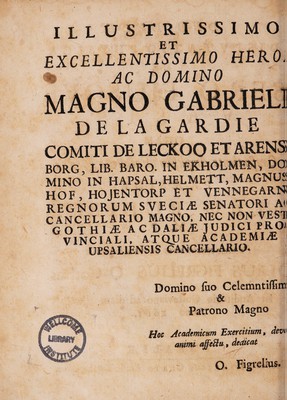 ILLUSTRISSIMO
ET
EXCELLENTISSIMO HERO.
AC DOMINO
MAGNO GABRIELI
DE LA GARDIE
COMITI DE LECKOO ET ARENS
BORG, LIB. BARO. IN EKHOLMEN, DO
MINO IN HAPSAL, HELMETT, MAGNUS
HOF, HOJENTORP ET VENNEGARN
REGNORUM SVECIÆ SENATORI A
CANCELLARIO MAGNO, NEC NON VEST
GOTHIÆ AC DALIÆ JUDICI PRO
VINCIALI, ATQUE ACADEMIÆ
UPSALIENSIS CANCELLARIO.
Domino suo Celemntissim
&
Patrono Magno
Hoc Academicum Exercitium, devo
animi affectu, dedicat
O. Figrelius.
WELLCOME
LIBRARY
INSTITUTE